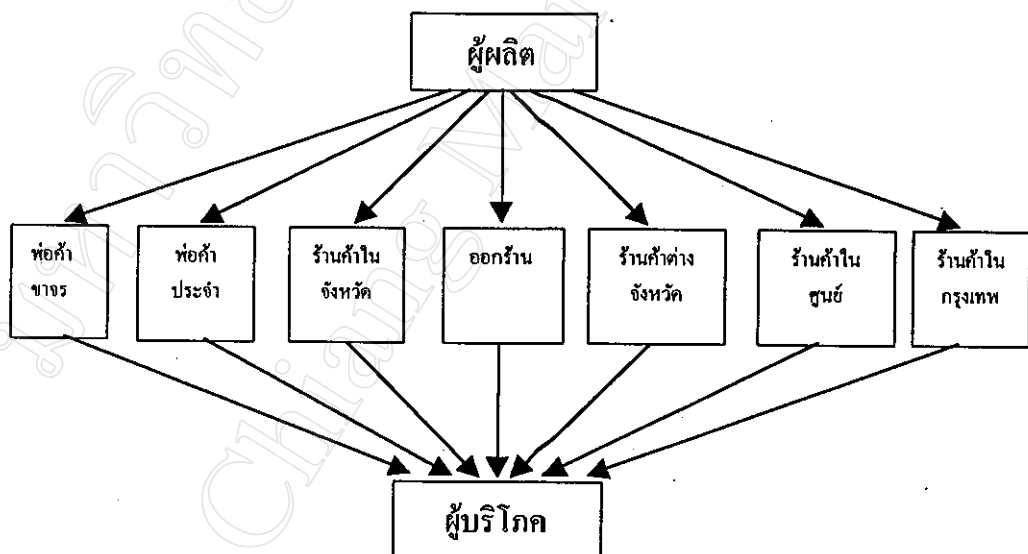 ผู้ผลิต
พ่อค้า
ขาจร
พ่อค้า
ประจำ
ร้านค้าใน
จังหวัด
ออกร้าน
ร้านค้าต่าง
จังหวัด
ร้านค้าใน
ศูนย์
ร้านค้าใน
กรุงเทพ
ผู้บริโภค
Chiang Mai